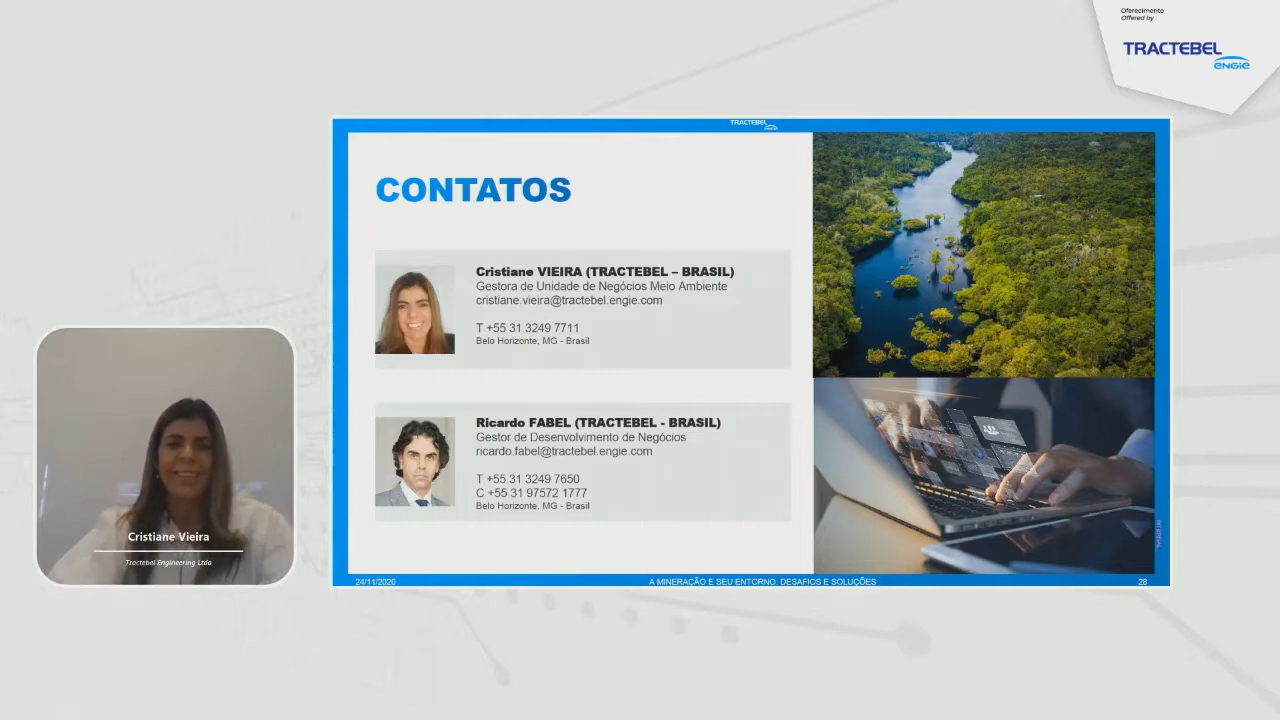 Oferecimento
Offered by
TRACTEBEL
ENGIE
TRACTEBEL
CONTATOS
Cristiane VIEIRA (TRACTEBEL – BRASIL)
Gestora de Unidade de Negócios Meio Ambiente
cristiane.vieira@tractebel.engie.com
T +55 31 3249 7711
Belo Horizonte, MG - Brasil
Ricardo FABEL (TRACTEBEL - BRASIL)
Gestor de Desenvolvimento de Negócios
ricardo.fabel@tractebel.engie.com
T +55 31 3249 7650
C +55 31 97572 1777
Belo Horizonte, MG - Brasil
Cristiane Vieira
Tractebel Engineering Ltda
24/11/2020
A MINERAÇÃO E SEU ENTORNO: DESAFIOS E SOLUÇÕES
28